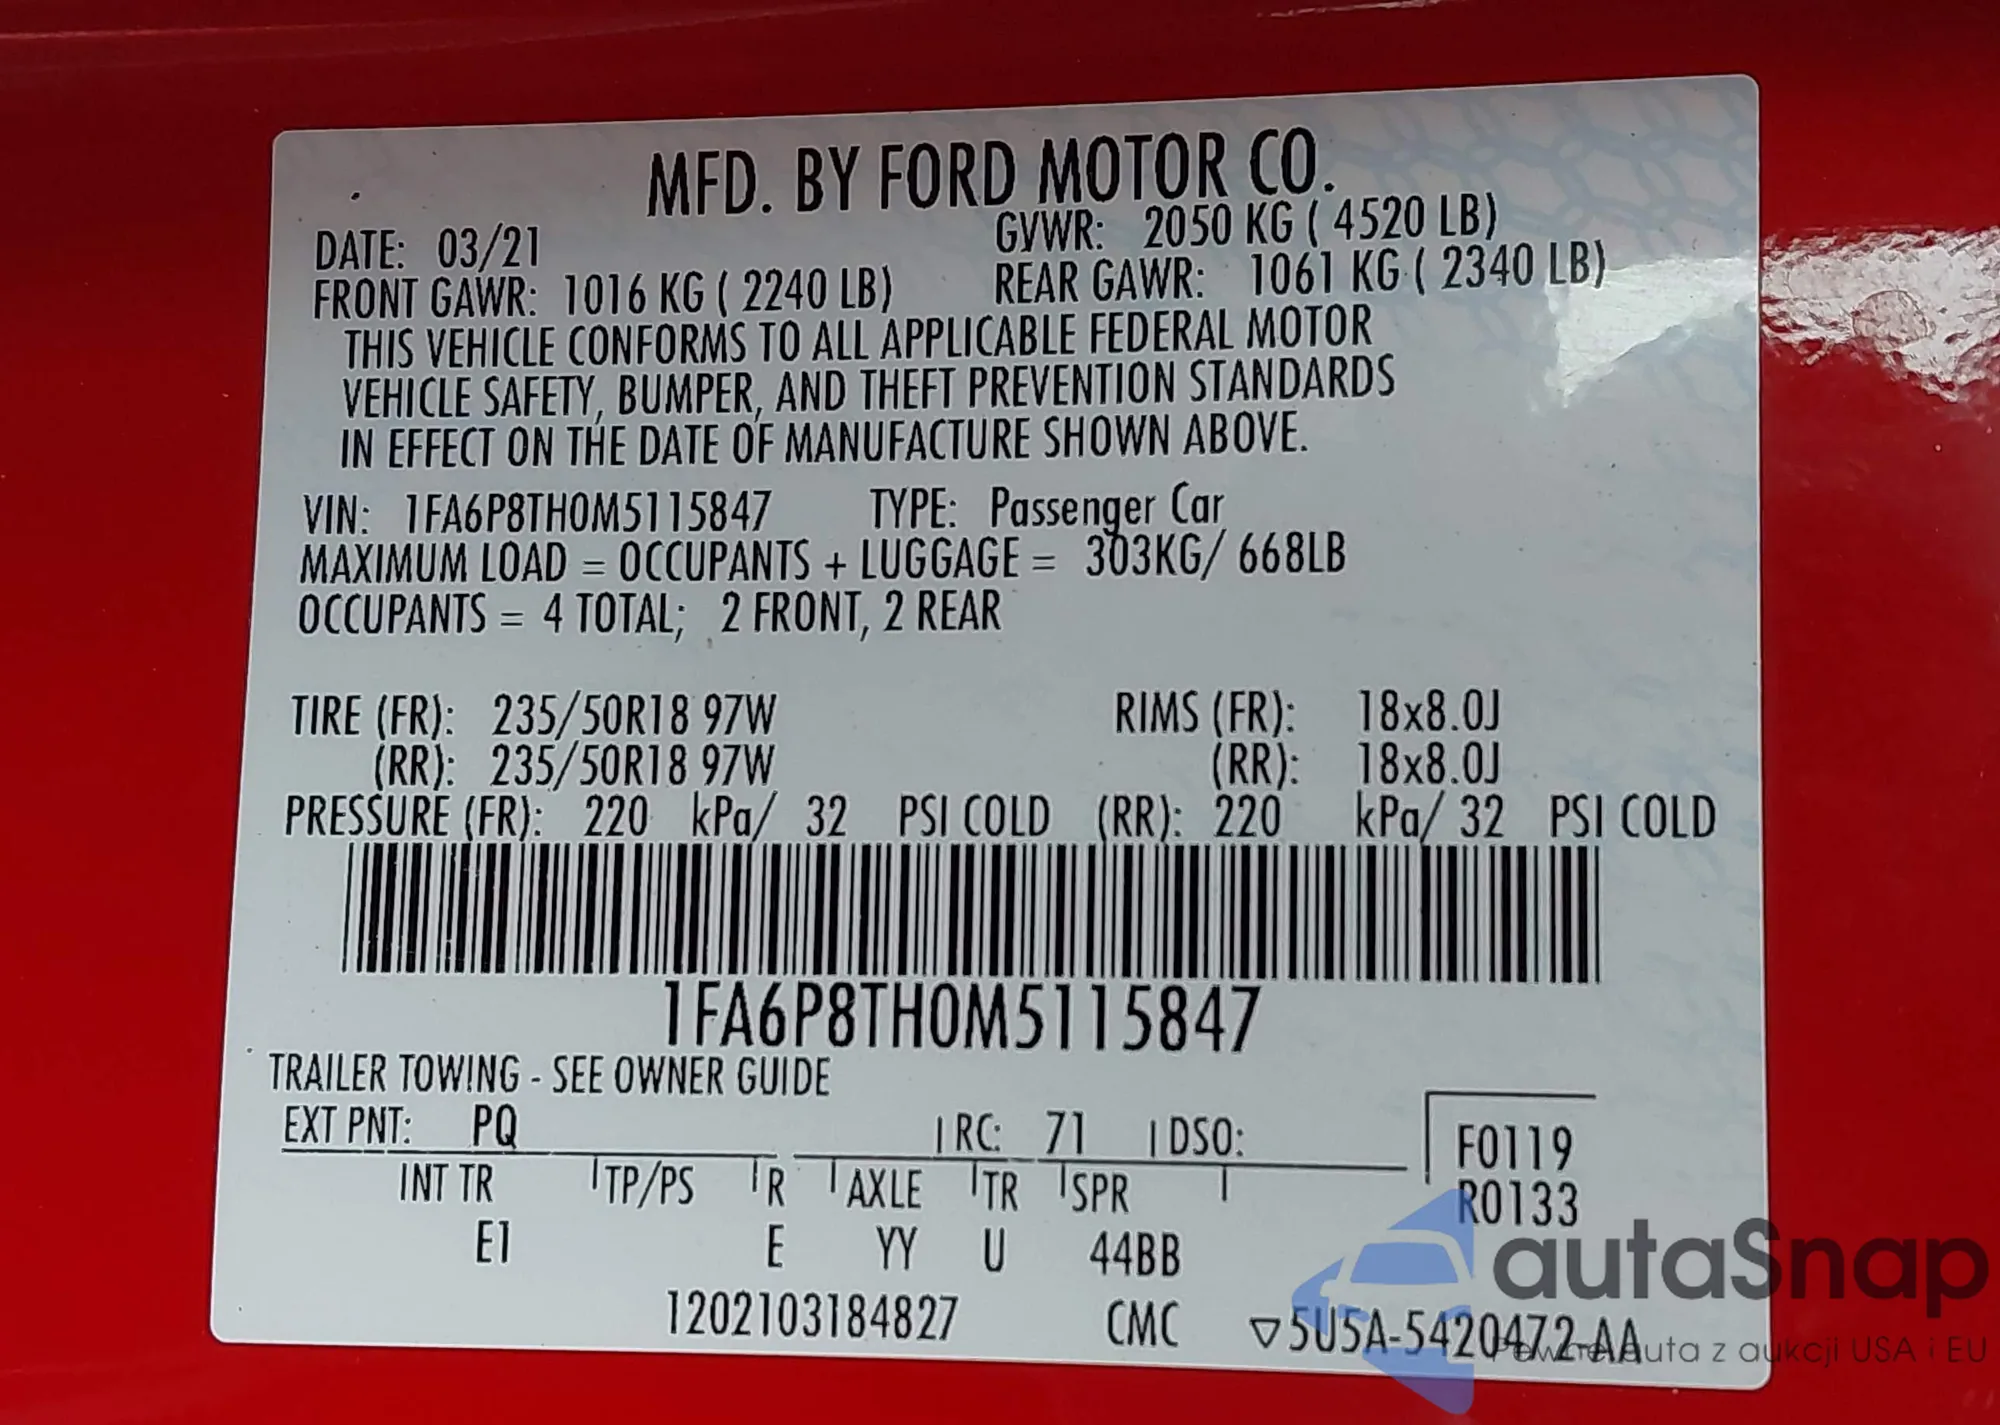 MFD. BY FORD MOTOR CO.
DATE: 03/21
GVWR: 2050 KG ( 4520 LB)
FRONT GAWR: 1016 KG ( 2240 LB)
REAR GAWR: 1061 KG ( 2340 LB)
THIS VEHICLE CONFORMS TO ALL APPLICABLE FEDERAL MOTOR
VEHICLE SAFETY, BUMPER, AND THEFT PREVENTION STANDARDS
IN EFFECT ON THE DATE OF MANUFACTURE SHOWN ABOVE.
VIN: 1FA6P8TH0M5115847 TYPE: Passenger Car
MAXIMUM LOAD = OCCUPANTS + LUGGAGE = 303KG/ 668LB
OCCUPANTS = 4 TOTAL; 2 FRONT, 2 REAR
TIRE (FR): 235/50R18 97W RIMS (FR): 18x8.0J
(RR): 235/50R18 97W (RR): 18x8.0J
PRESSURE (FR): 220 kPa/ 32 PSI COLD (RR): 220 kPa/ 32 PSI COLD
1FA6P8TH0M5115847
TRAILER TOWING - SEE OWNER GUIDE
EXT PNT: PQ RC: 71 DSO:
F0119
R0133
INT TR TP/PS R AXLE TR SPR
E1 E YY U 44BB
1202103184827 CMC ▽5U5A-5420472-AA
autaSnap
Pewne auta z aukcji USA i EU